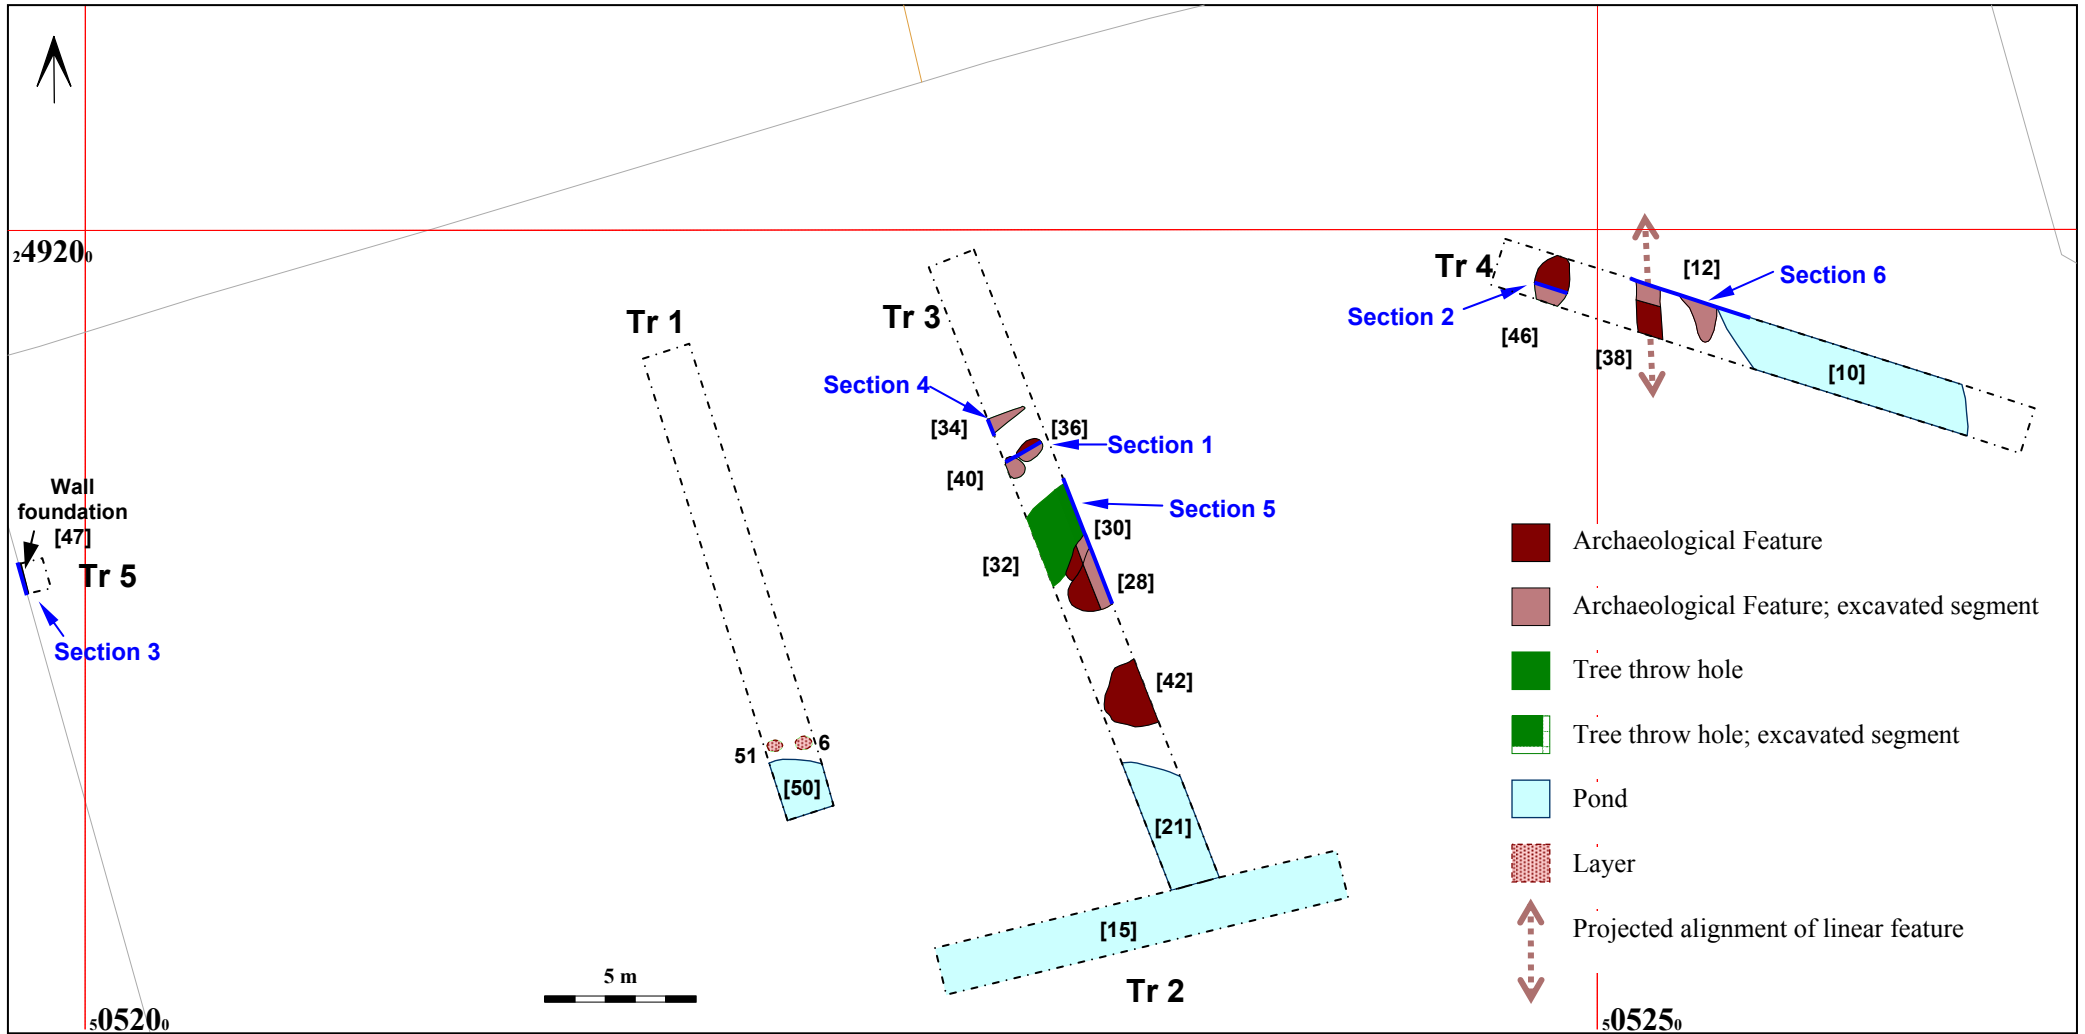 249200
Tr 1
Tr 3
Tr 4
[12]
Section 6
Section 2
[46]
[38]
[10]
Section 4
[34]
[36]
Section 1
[40]
Section 5
[30]
[32]
[28]
Wall
foundation
[47]
Tr 5
Section 3
[42]
51
6
[50]
[21]
[15]
Tr 2
5 m
505200
505250
Archaeological Feature
Archaeological Feature; excavated segment
Tree throw hole
Tree throw hole; excavated segment
Pond
Layer
Projected alignment of linear feature